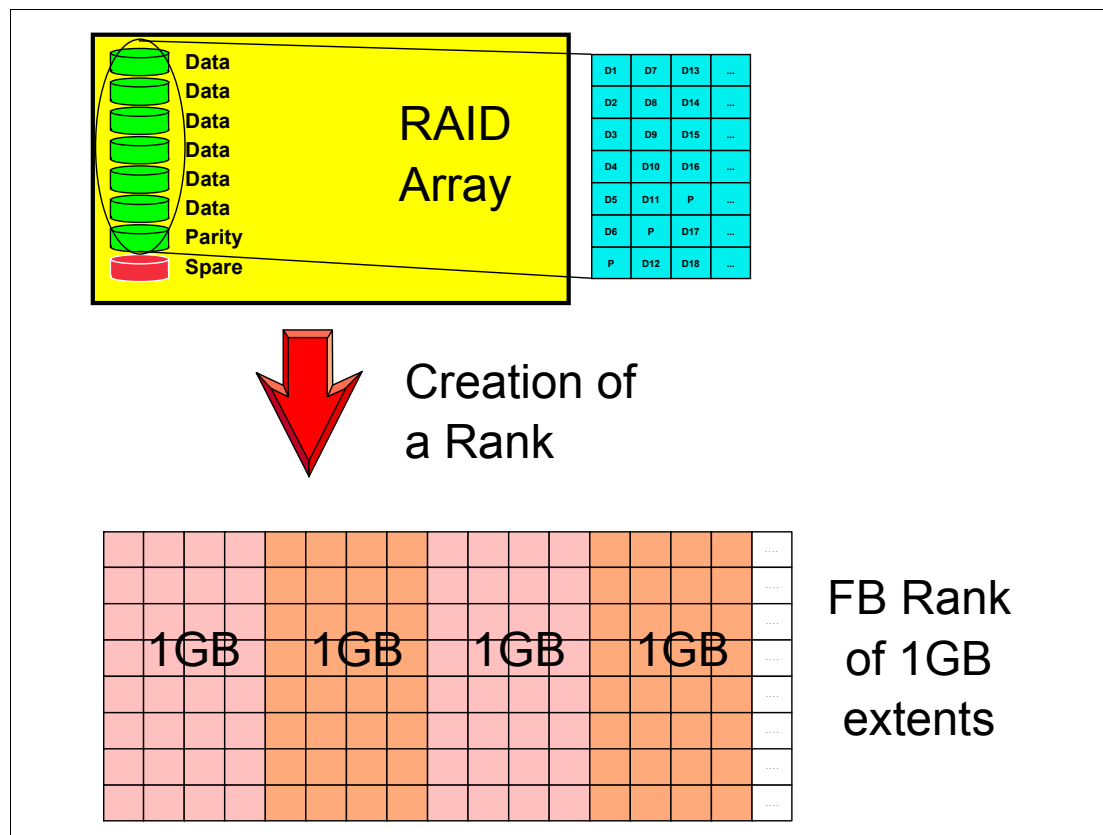 Data
Data
Data
Data
Data
Data
Parity
Spare
RAID
Array
D1 D7 D13 ...
D2 D8 D14 ...
D3 D9 D15 ...
D4 D10 D16 ...
D5 D11 P ...
D6 P D17 ...
P D12 D18 ...
Creation of
a Rank
....
....
....
1GB 1GB 1GB 1GB ....
....
....
....
....
FB Rank
of 1GB
extents